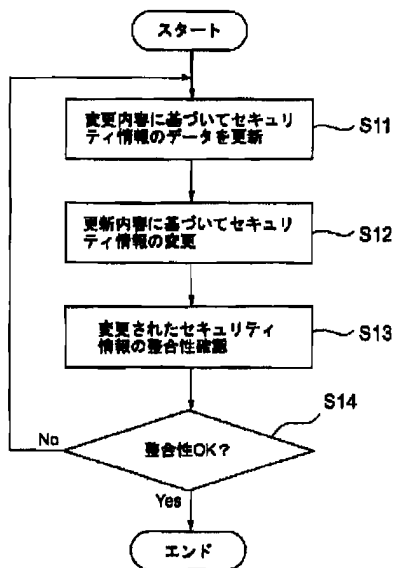 スタート
変更内容に基づいてセキュリ
ティ情報のデータを更新
S11
更新内容に基づいてセキュリ
ティ情報の変更
S12
変更されたセキュリティ
情報の整合性確認
S13
S14
整合性OK?
No
Yes
エンド